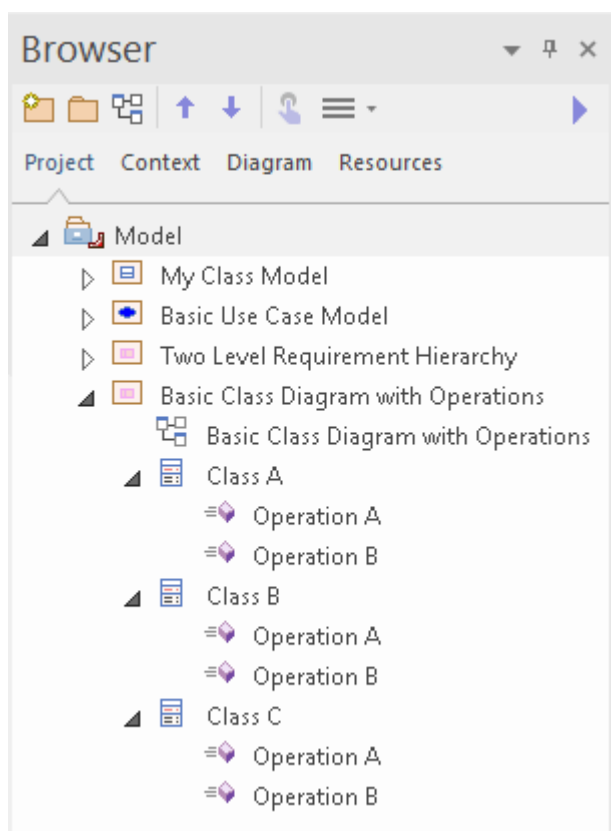 Browser
Project Context Diagram Resources
Model
My Class Model
Basic Use Case Model
Two Level Requirement Hierarchy
Basic Class Diagram with Operations
Basic Class Diagram with Operations
Class A
Operation A
Operation B
Class B
Operation A
Operation B
Class C
Operation A
Operation B